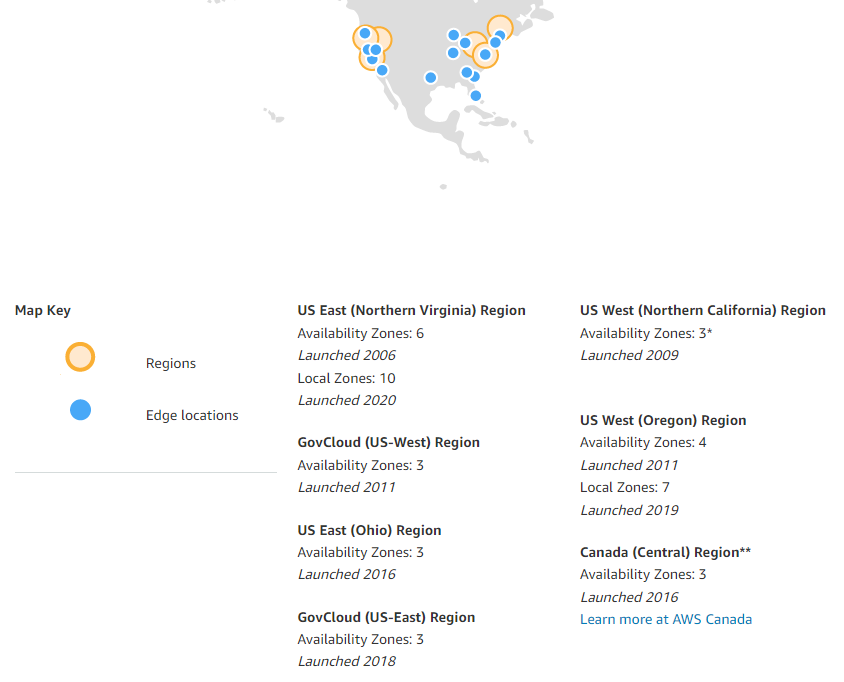 Map Key
Regions
Edge locations
US East (Northern Virginia) Region
Availability Zones: 6
Launched 2006
Local Zones: 10
Launched 2020
GovCloud (US-West) Region
Availability Zones: 3
Launched 2011
US East (Ohio) Region
Availability Zones: 3
Launched 2016
GovCloud (US-East) Region
Availability Zones: 3
Launched 2018
US West (Northern California) Region
Availability Zones: 3*
Launched 2009
US West (Oregon) Region
Availability Zones: 4
Launched 2011
Local Zones: 7
Launched 2019
Canada (Central) Region**
Availability Zones: 3
Launched 2016
Learn more at AWS Canada